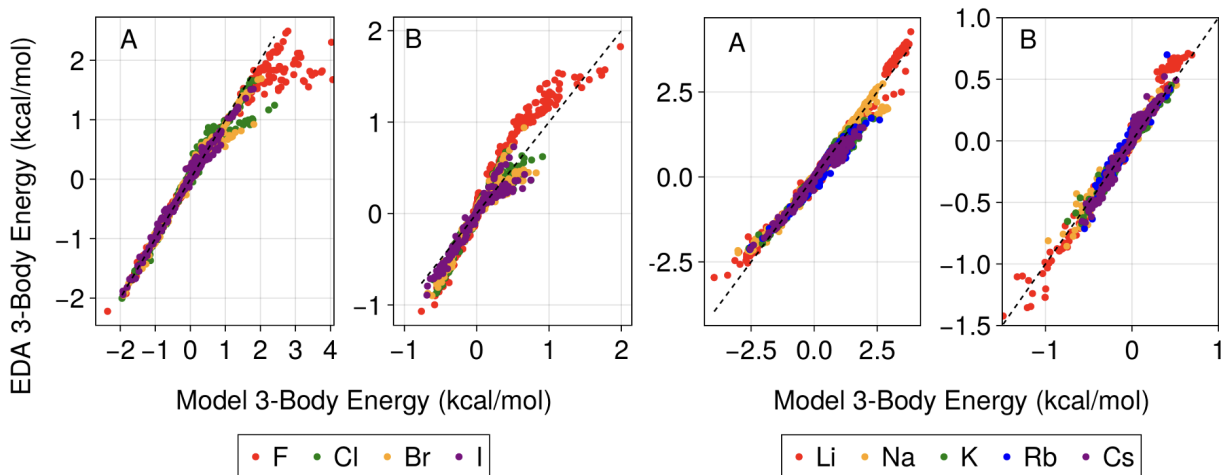 EDA 3-Body Energy (kcal/mol)
A
2
1
0
−1
−2
−2 −1 0 1 2 3 4
B
2
1
0
−1
−1 0 1 2
Model 3-Body Energy (kcal/mol)
F Cl Br I
A
2.5
0.0
-2.5
−2.5 0.0 2.5
B
1.0
0.5
0.0
-0.5
-1.0
-1.5
−1 0 1
Model 3-Body Energy (kcal/mol)
Li Na K Rb Cs